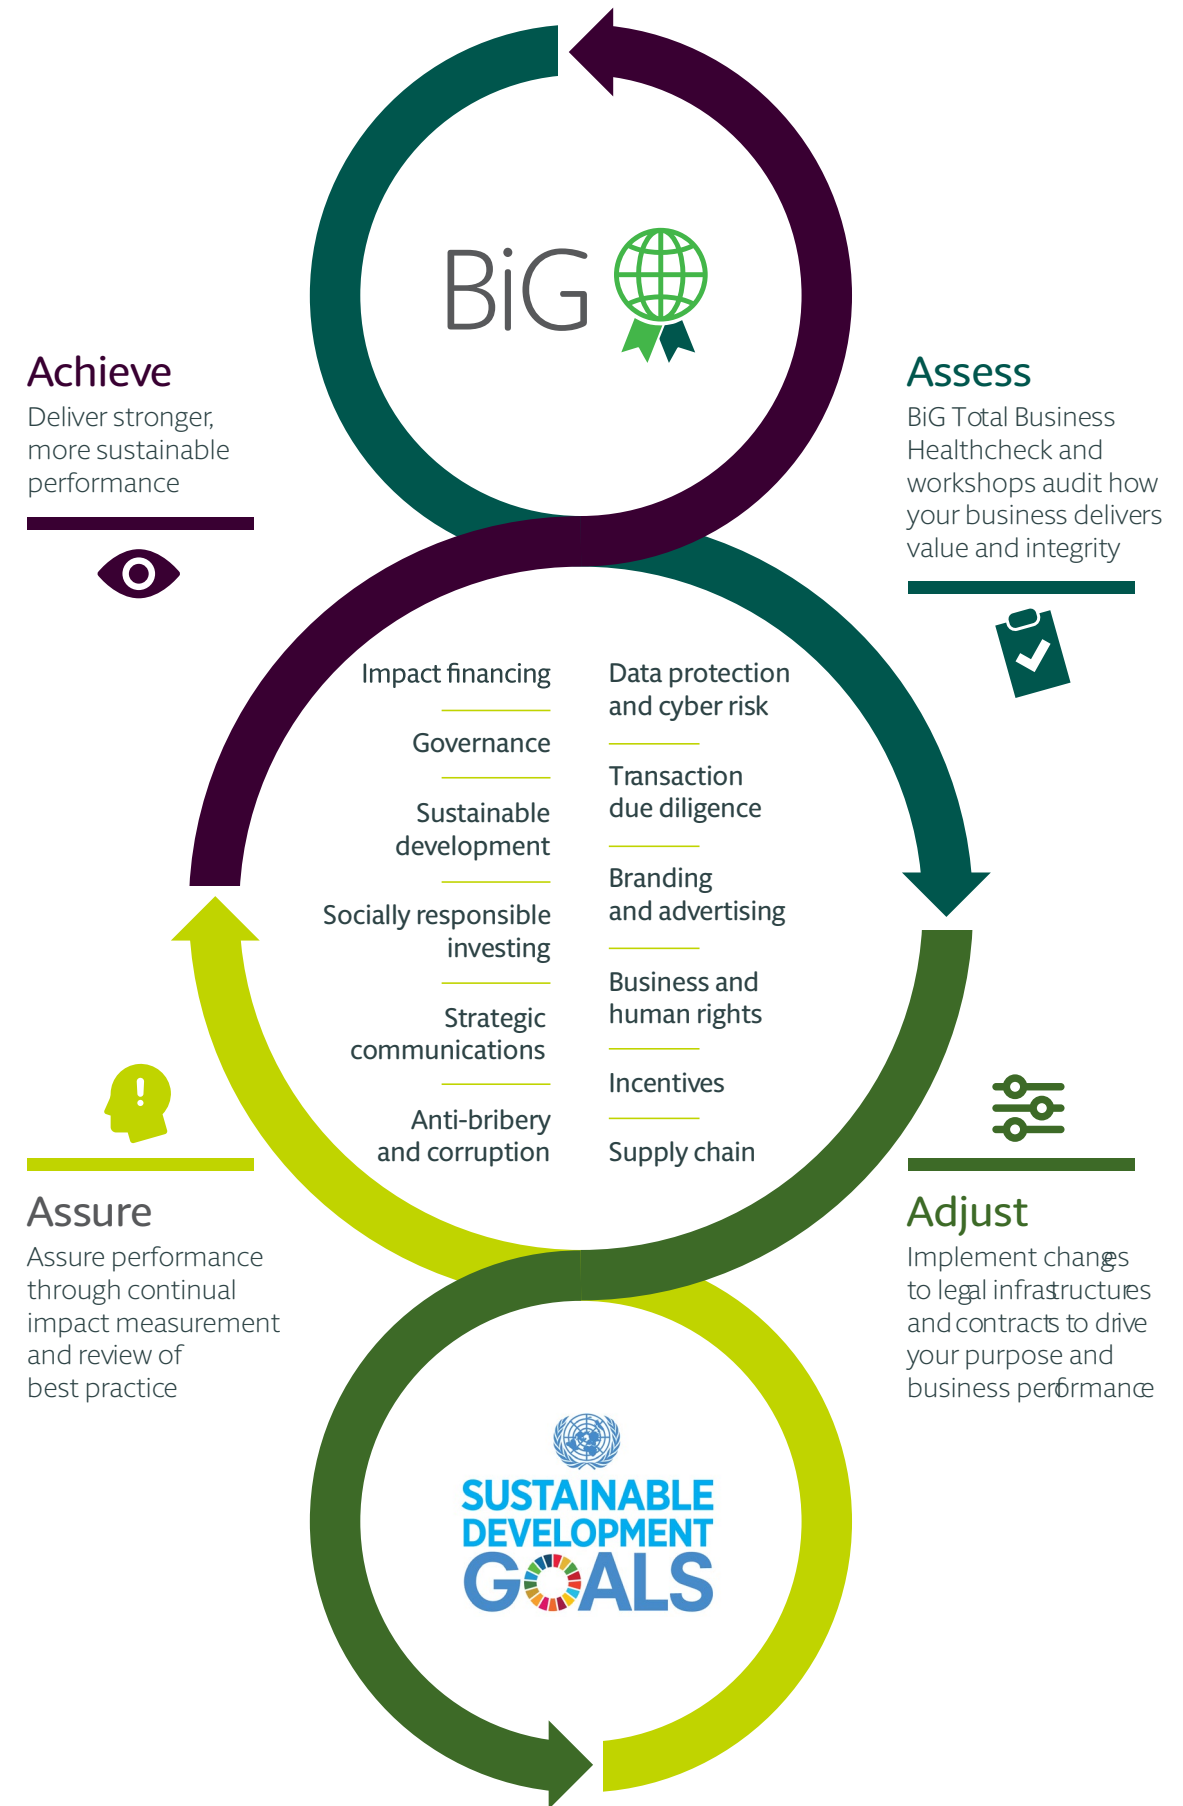 BiG
Achieve
Deliver stronger,
more sustainable
performance
Assess
BiG Total Business
Healthcheck and
workshops audit how
your business delivers
value and integrity
Impact financing
Governance
Sustainable
development
Socially responsible
investing
Strategic
communications
Anti-bribery
and corruption
Data protection
and cyber risk
Transaction
due diligence
Branding
and advertising
Business and
human rights
Incentives
Supply chain
Assure
Assure performance
through continual
impact measurement
and review of
best practice
Adjust
Implement changes
to legal infrastructures
and contracts to drive
your purpose and
business performance
SUSTAINABLE
DEVELOPMENT
GOALS